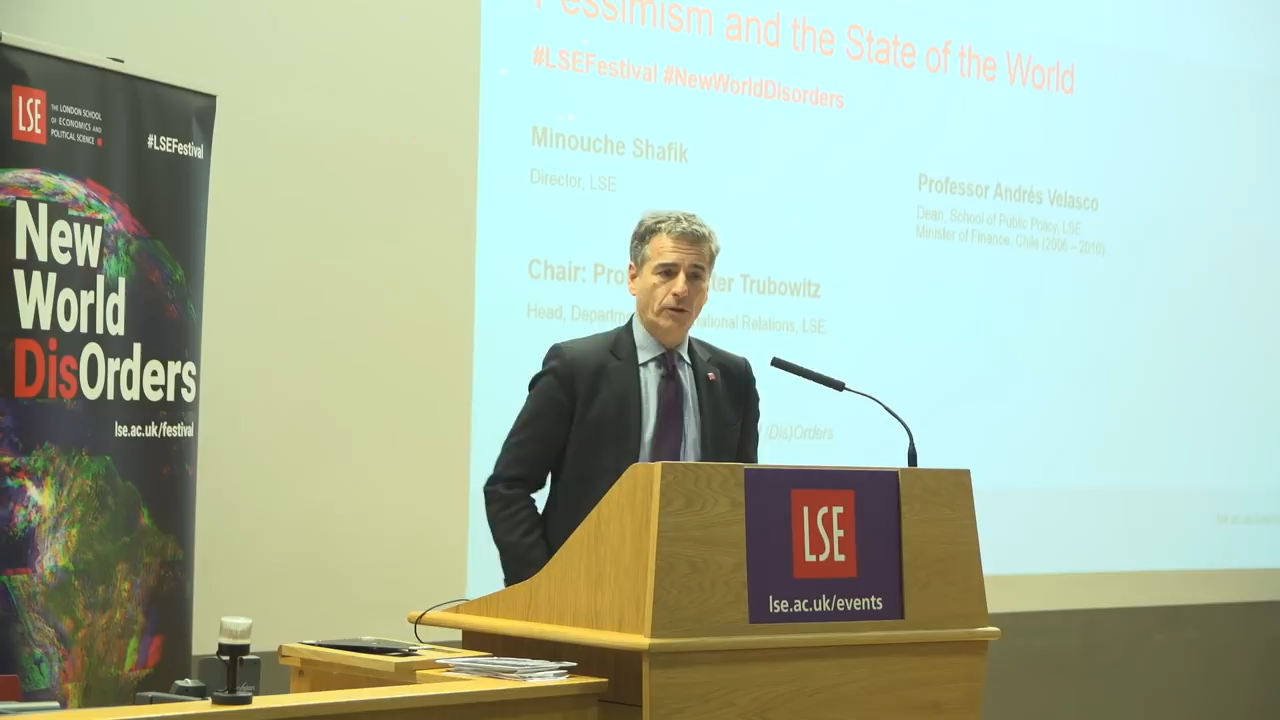 LSE
THE LONDON SCHOOL
OF ECONOMICS AND
POLITICAL SCIENCE
#LSEFestival
New
World
DisOrders
lse.ac.uk/festival
Pessimism and the State of the World
#LSEFestival #NewWorldDisorders
Minouche Shafik
Director, LSE
Professor Andrés Velasco
Dean, School of Public Policy, LSE
Minister of Finance, Chile (2006 – 2010)
Chair: Pro ter Trubowitz
Head, Departm national Relations, LSE
(Dis)Orders
LSE
lse.ac.uk/events